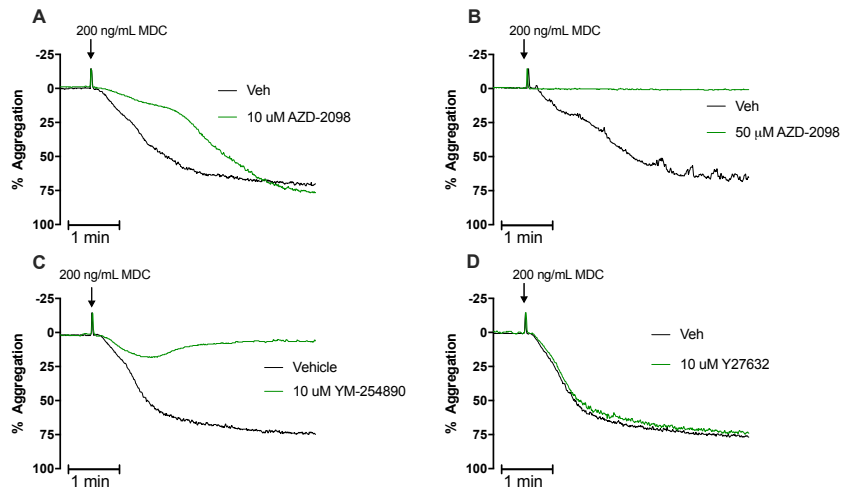 A
200 ng/mL MDC
-25
0
25
50
75
100
% Aggregation
Veh
10 uM AZD-2098
1 min
B
200 ng/mL MDC
-25
0
25
50
75
100
% Aggregation
Veh
50 μM AZD-2098
1 min
C
200 ng/mL MDC
-25
0
25
50
75
100
% Aggregation
Vehicle
10 uM YM-254890
1 min
D
200 ng/mL MDC
-25
0
25
50
75
100
% Aggregation
Veh
10 uM Y27632
1 min